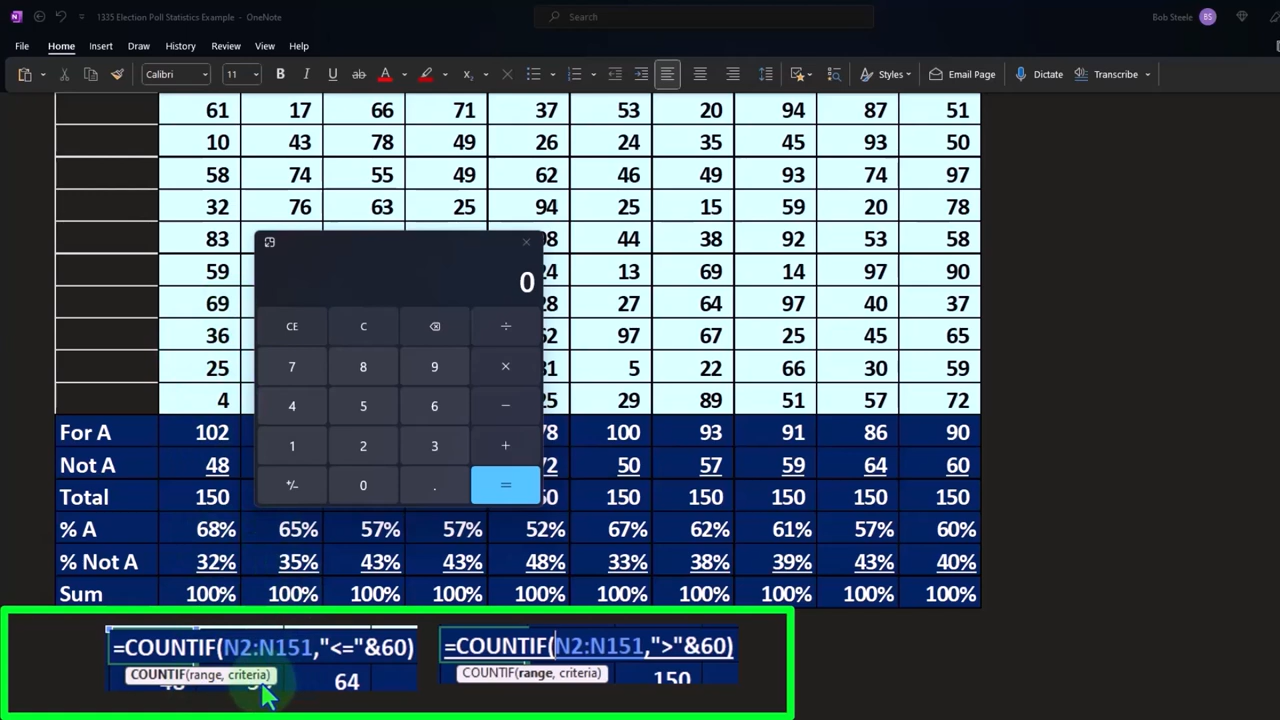 1335 Election Poll Statistics Example - OneNote
Search
Bob Steele BS
File Home Insert Draw History Review View Help
Calibri 11 B I U ab A x₂ Styles Email Page Dictate Transcribe
61 17 66 71 37 53 20 94 87 51
10 43 78 49 26 24 35 45 93 50
58 74 55 49 62 46 49 93 74 97
32 76 63 25 94 25 15 59 20 78
83 44 38 92 53 58
59 13 69 14 97 90
69 27 64 97 40 37
36 97 67 25 45 65
25 5 22 66 30 59
4 29 89 51 57 72
0
CE C ⌫ ÷
7 8 9 ×
4 5 6 −
1 2 3 +
+/− 0 . =
For A 102 100 93 91 86 90
Not A 48 50 57 59 64 60
Total 150 150 150 150 150 150
% A 68% 65% 57% 57% 52% 67% 62% 61% 57% 60%
% Not A 32% 35% 43% 43% 48% 33% 38% 39% 43% 40%
Sum 100% 100% 100% 100% 100% 100% 100% 100% 100% 100%
=COUNTIF(N2:N151,"<="&60) =COUNTIF(N2:N151,">"&60)
COUNTIF(range, criteria) COUNTIF(range, criteria)
64 150